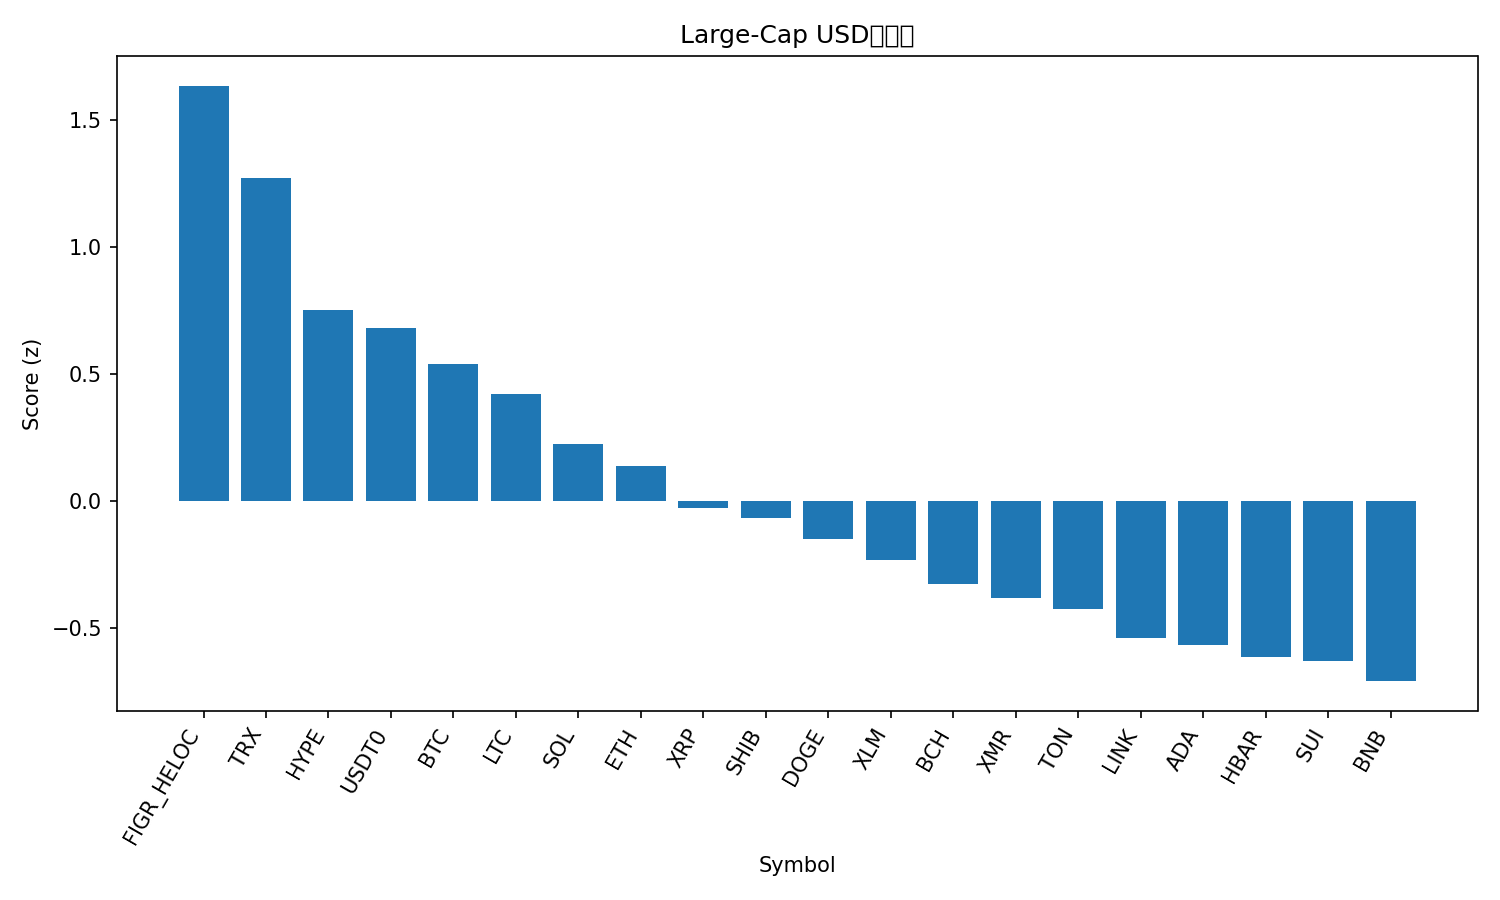 Large-Cap USD
Score (z)
1.5
1.0
0.5
0.0
−0.5
FIGR_HELOC
TRX
HYPE
USDT0
BTC
LTC
SOL
ETH
XRP
SHIB
DOGE
XLM
BCH
XMR
TON
LINK
ADA
HBAR
SUI
BNB
Symbol